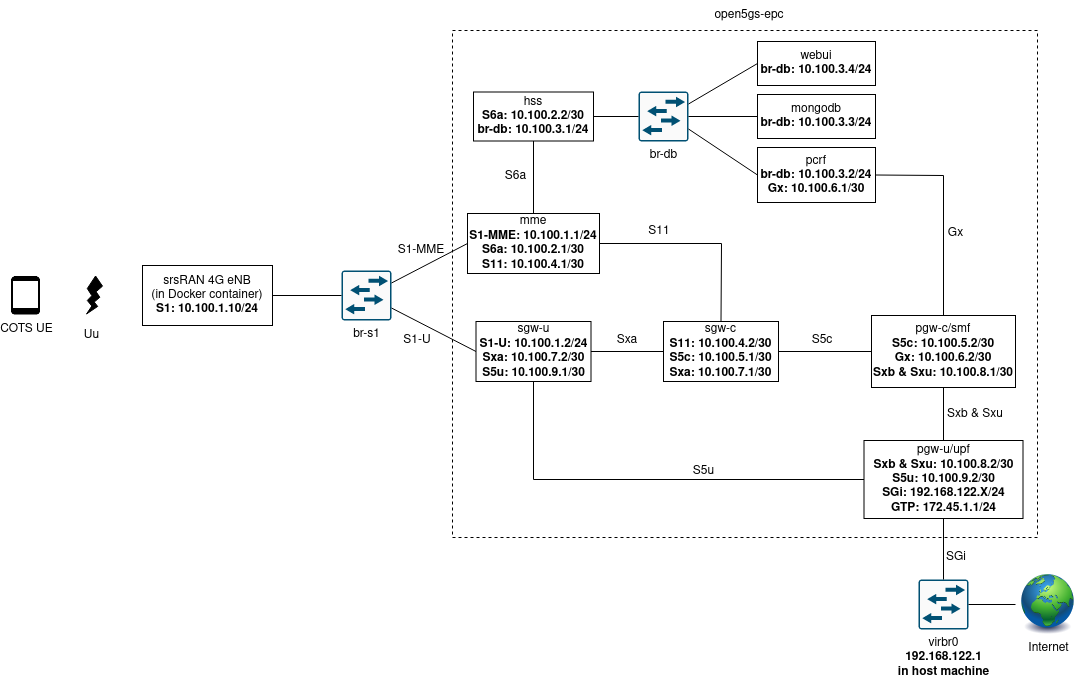 open5gs-epc
webui
br-db: 10.100.3.4/24
hss
S6a: 10.100.2.2/30
br-db: 10.100.3.1/24
br-db
mongodb
br-db: 10.100.3.3/24
pcrf
br-db: 10.100.3.2/24
Gx: 10.100.6.1/30
S6a
Gx
mme
S1-MME: 10.100.1.1/24
S6a: 10.100.2.1/30
S11: 10.100.4.1/30
S11
S1-MME
COTS UE
Uu
srsRAN 4G eNB
(in Docker container)
S1: 10.100.1.10/24
br-s1
S1-U
sgw-u
S1-U: 10.100.1.2/24
Sxa: 10.100.7.2/30
S5u: 10.100.9.1/30
Sxa
sgw-c
S11: 10.100.4.2/30
S5c: 10.100.5.1/30
Sxa: 10.100.7.1/30
S5c
pgw-c/smf
S5c: 10.100.5.2/30
Gx: 10.100.6.2/30
Sxb & Sxu: 10.100.8.1/30
Sxb & Sxu
S5u
pgw-u/upf
Sxb & Sxu: 10.100.8.2/30
S5u: 10.100.9.2/30
SGi: 192.168.122.X/24
GTP: 172.45.1.1/24
SGi
virbr0
192.168.122.1
in host machine
Internet